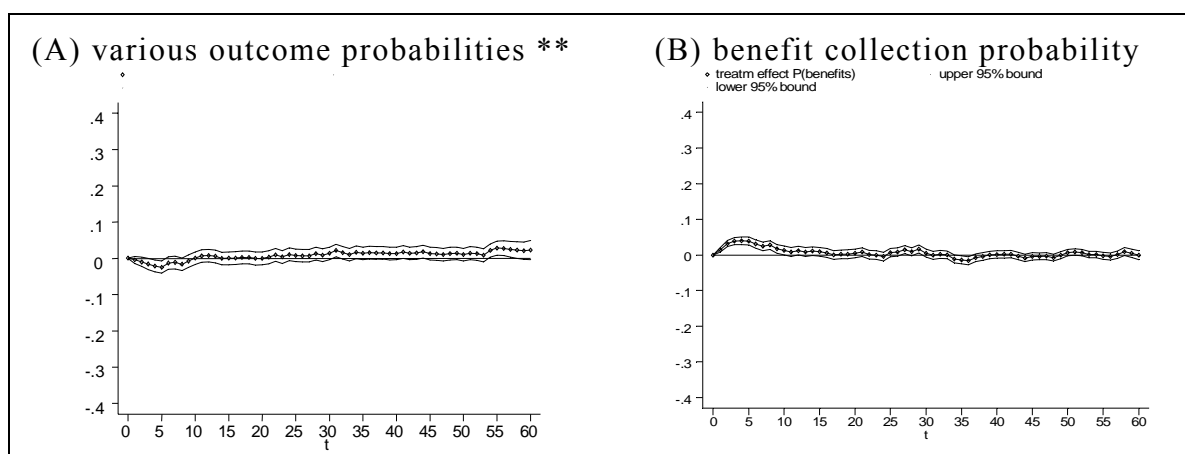 (A) various outcome probabilities **
(B) benefit collection probability
treatm effect P(benefits)
upper 95% bound
lower 95% bound
.4
.3
.2
.1
0
-.1
-.2
-.3
-.4
0 5 10 15 20 25 30 35 40 45 50 55 60
t
.4
.3
.2
.1
0
-.1
-.2
-.3
-.4
0 5 10 15 20 25 30 35 40 45 50 55 60
t